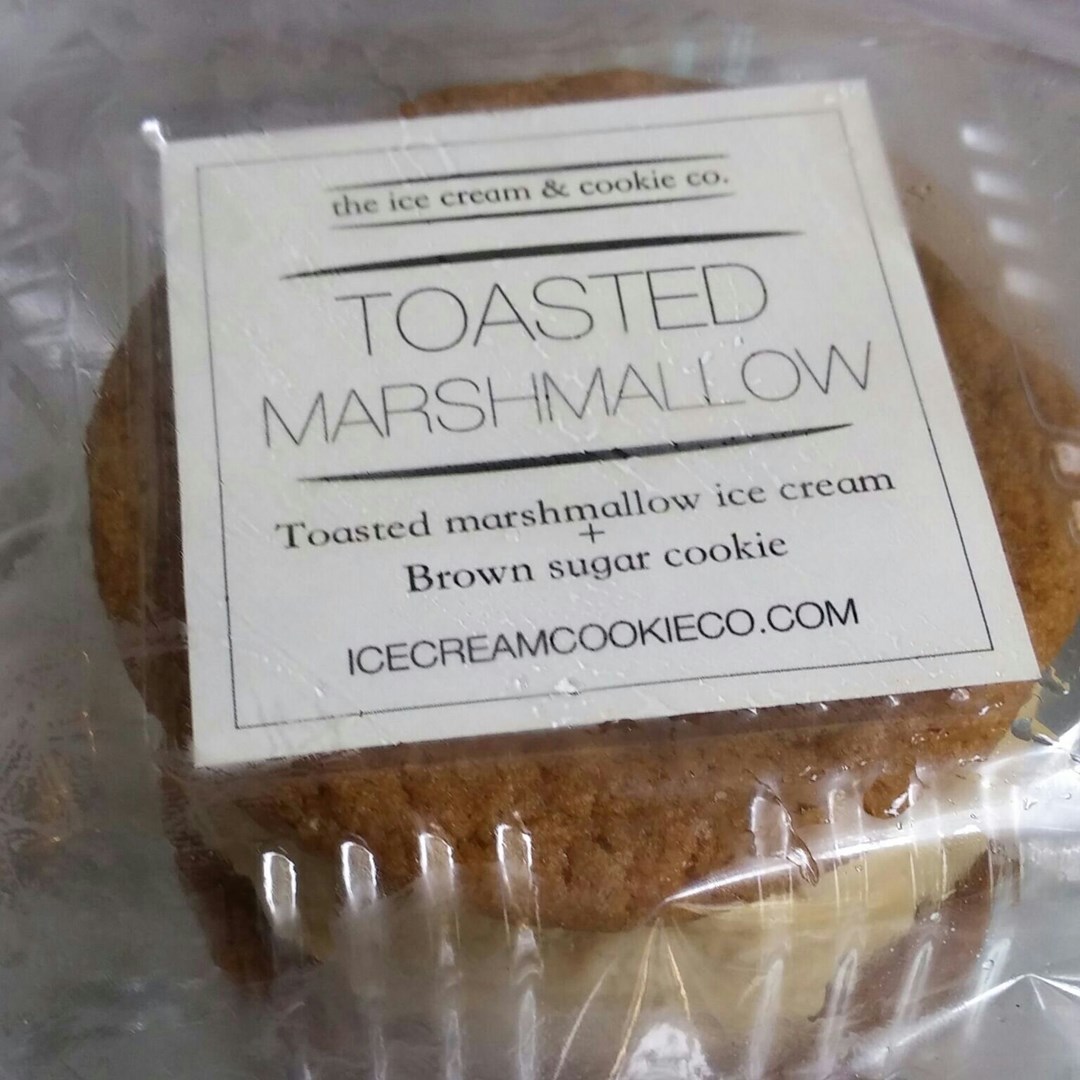 the ice cream & cookie co.
TOASTED
MARSHMALLOW
Toasted marshmallow ice cream
+
Brown sugar cookie
ICECREAMCOOKIECO.COM